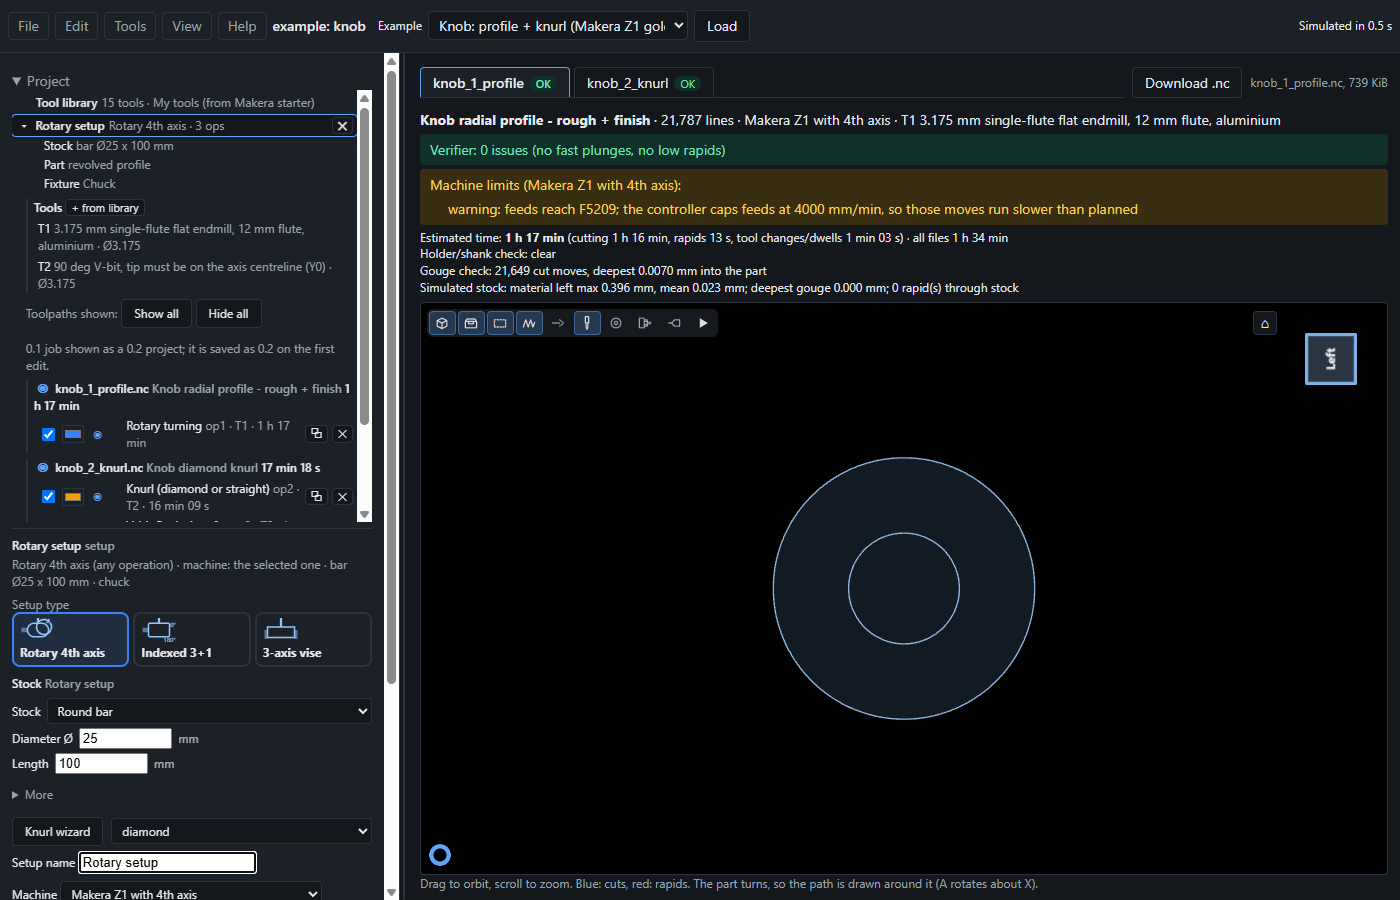 File Edit Tools View Help example: knob Example Knob: profile + knurl (Makera Z1 gol Load Simulated in 0.5 s
Project
Tool library 15 tools · My tools (from Makera starter)
Rotary setup Rotary 4th axis · 3 ops
Stock bar Ø25 x 100 mm
Part revolved profile
Fixture Chuck
Tools + from library
T1 3.175 mm single-flute flat endmill, 12 mm flute,
aluminium · Ø3.175
T2 90 deg V-bit, tip must be on the axis centreline (Y0) ·
Ø3.175
Toolpaths shown: Show all Hide all
0.1 job shown as a 0.2 project; it is saved as 0.2 on the first
edit.
knob_1_profile.nc Knob radial profile - rough + finish 1
h 17 min
Rotary turning op1 · T1 · 1 h 17
min
knob_2_knurl.nc Knob diamond knurl 17 min 18 s
Knurl (diamond or straight) op2 ·
T2 · 16 min 09 s
Rotary setup setup
Rotary 4th axis (any operation) · machine: the selected one · bar
Ø25 x 100 mm · chuck
Setup type
Rotary 4th axis
180°
Indexed 3+1
3-axis vise
Stock Rotary setup
Stock Round bar
Diameter Ø 25 mm
Length 100 mm
More
Knurl wizard diamond
Setup name Rotary setup
Machine Makera Z1 with 4th axis
knob_1_profile OK knob_2_knurl OK Download .nc knob_1_profile.nc, 739 KiB
Knob radial profile - rough + finish · 21,787 lines · Makera Z1 with 4th axis · T1 3.175 mm single-flute flat endmill, 12 mm flute, aluminium
Verifier: 0 issues (no fast plunges, no low rapids)
Machine limits (Makera Z1 with 4th axis):
warning: feeds reach F5209; the controller caps feeds at 4000 mm/min, so those moves run slower than planned
Estimated time: 1 h 17 min (cutting 1 h 16 min, rapids 13 s, tool changes/dwells 1 min 03 s) · all files 1 h 34 min
Holder/shank check: clear
Gouge check: 21,649 cut moves, deepest 0.0070 mm into the part
Simulated stock: material left max 0.396 mm, mean 0.023 mm; deepest gouge 0.000 mm; 0 rapid(s) through stock
Left
Drag to orbit, scroll to zoom. Blue: cuts, red: rapids. The part turns, so the path is drawn around it (A rotates about X).